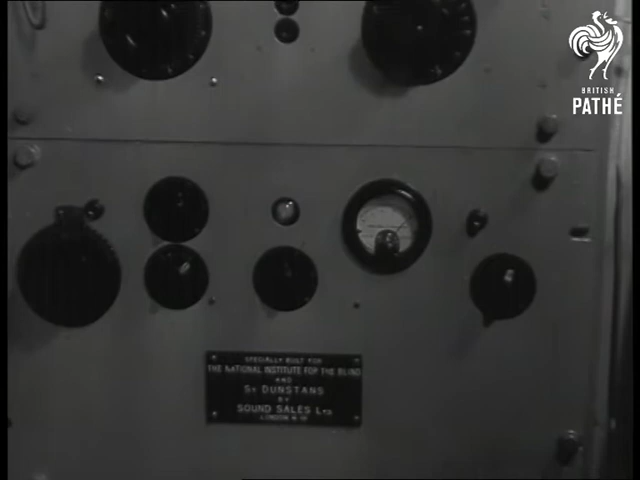 BRITISH
PATHÉ
SPECIALLY BUILT FOR
THE NATIONAL INSTITUTE FOR THE BLIND
AND
ST DUNSTANS
BY
SOUND SALES LTD
LONDON